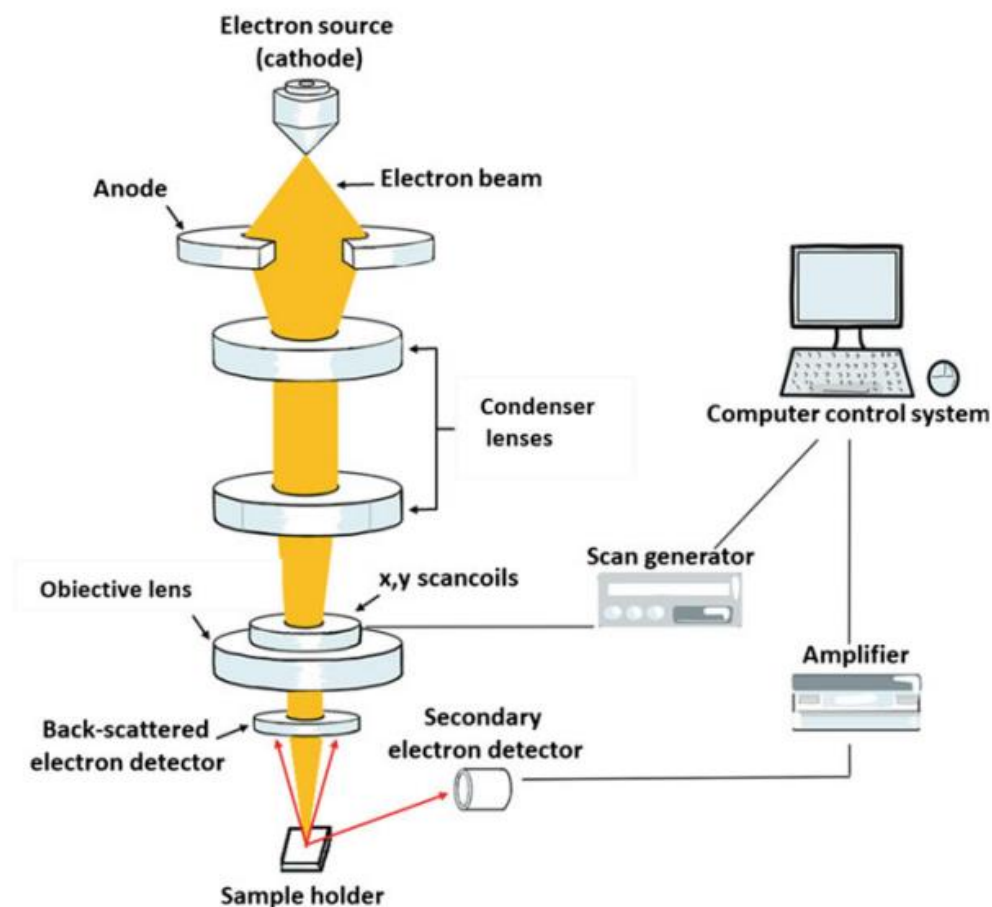 Electron source
(cathode)
Electron beam
Anode
Condenser
lenses
Computer control system
Scan generator
x,y scancoils
Obiective lens
Amplifier
Secondary
electron detector
Back-scattered
electron detector
Sample holder